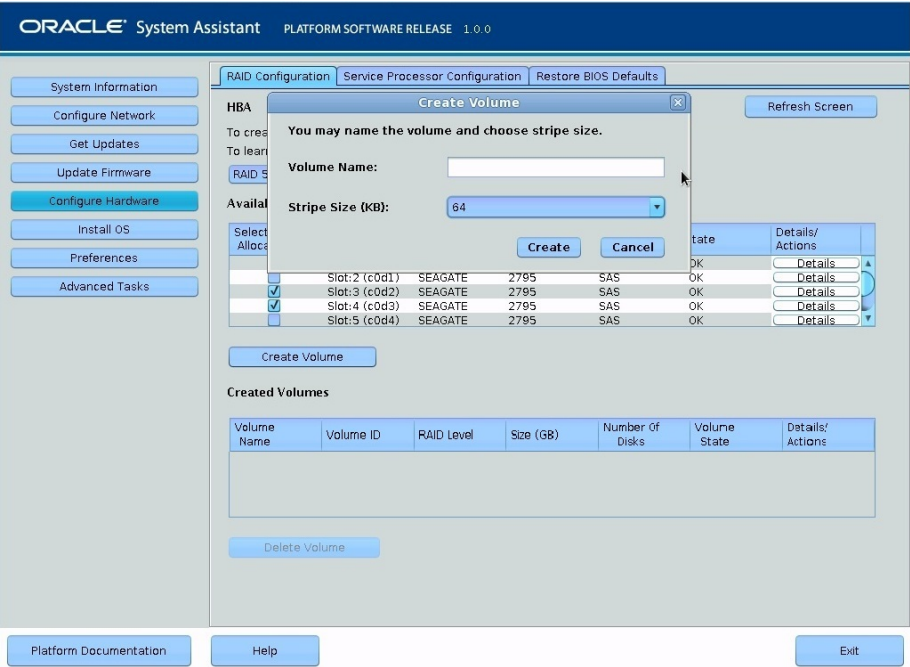 ORACLE System Assistant PLATFORM SOFTWARE RELEASE 1.0.0
System Information
Configure Network
Get Updates
Update Firmware
Configure Hardware
Install OS
Preferences
Advanced Tasks
RAID Configuration Service Processor Configuration Restore BIOS Defaults
HBA
Refresh Screen
To
To
RAID
Create Volume
You may name the volume and choose stripe size.
Volume Name:
Stripe Size (KB): 64
Create Cancel
Select
Details/
Actions
OK Details
Slot:2 (c0d1) SEAGATE 2795 SAS OK Details
Slot:3 (c0d2) SEAGATE 2795 SAS OK Details
Slot:4 (c0d3) SEAGATE 2795 SAS OK Details
Slot:5 (c0d4) SEAGATE 2795 SAS OK Details
Create Volume
Created Volumes
Volume Name Volume ID RAID Level Size (GB) Number Of Disks Volume State Details/ Actions
Delete Volume
Platform Documentation Help Exit